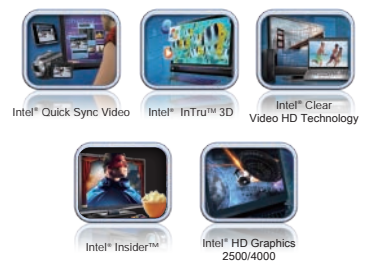 Intel® Quick Sync Video
Intel® InTru™ 3D
Intel® Clear
Video HD Technology
Intel® Insider™
Intel® HD Graphics
2500/4000